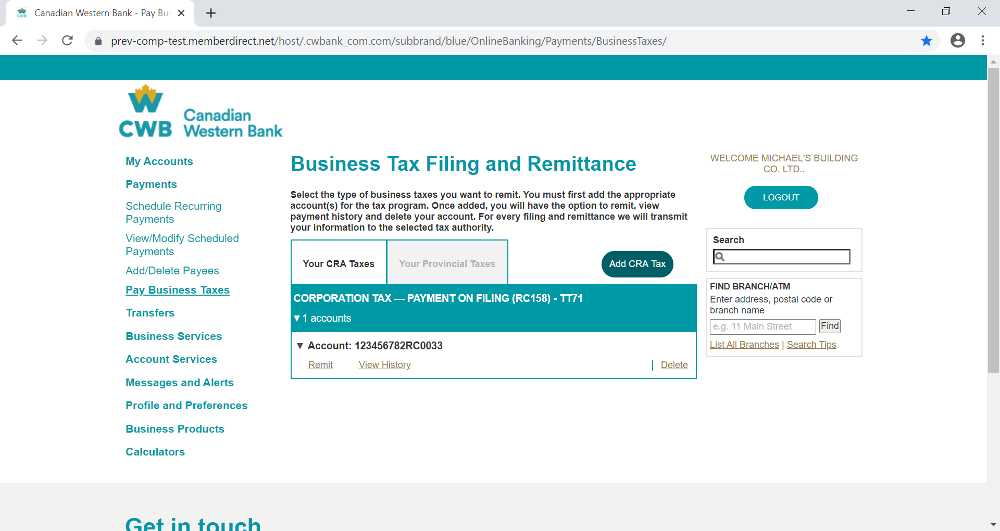 Canadian Western Bank - Pay Bus
prev-comp-test.memberdirect.net/host/.cwbank_com.com/subbrand/blue/OnlineBanking/Payments/BusinessTaxes/
CWB
Canadian
Western Bank
My Accounts
Payments
Schedule Recurring
Payments
View/Modify Scheduled
Payments
Add/Delete Payees
Pay Business Taxes
Transfers
Business Services
Account Services
Messages and Alerts
Profile and Preferences
Business Products
Calculators
Business Tax Filing and Remittance
Select the type of business taxes you want to remit. You must first add the appropriate
account(s) for the tax program. Once added, you will have the option to remit, view
payment history and delete your account. For every filing and remittance we will transmit
your information to the selected tax authority.
Your CRA Taxes
Your Provincial Taxes
Add CRA Tax
CORPORATION TAX — PAYMENT ON FILING (RC158) - TT71
▼ 1 accounts
▼ Account: 123456782RC0033
Remit View History | Delete
WELCOME MICHAEL'S BUILDING
CO. LTD..
LOGOUT
Search
FIND BRANCH/ATM
Enter address, postal code or
branch name
e.g. 11 Main Street Find
List All Branches | Search Tips
Get in touch